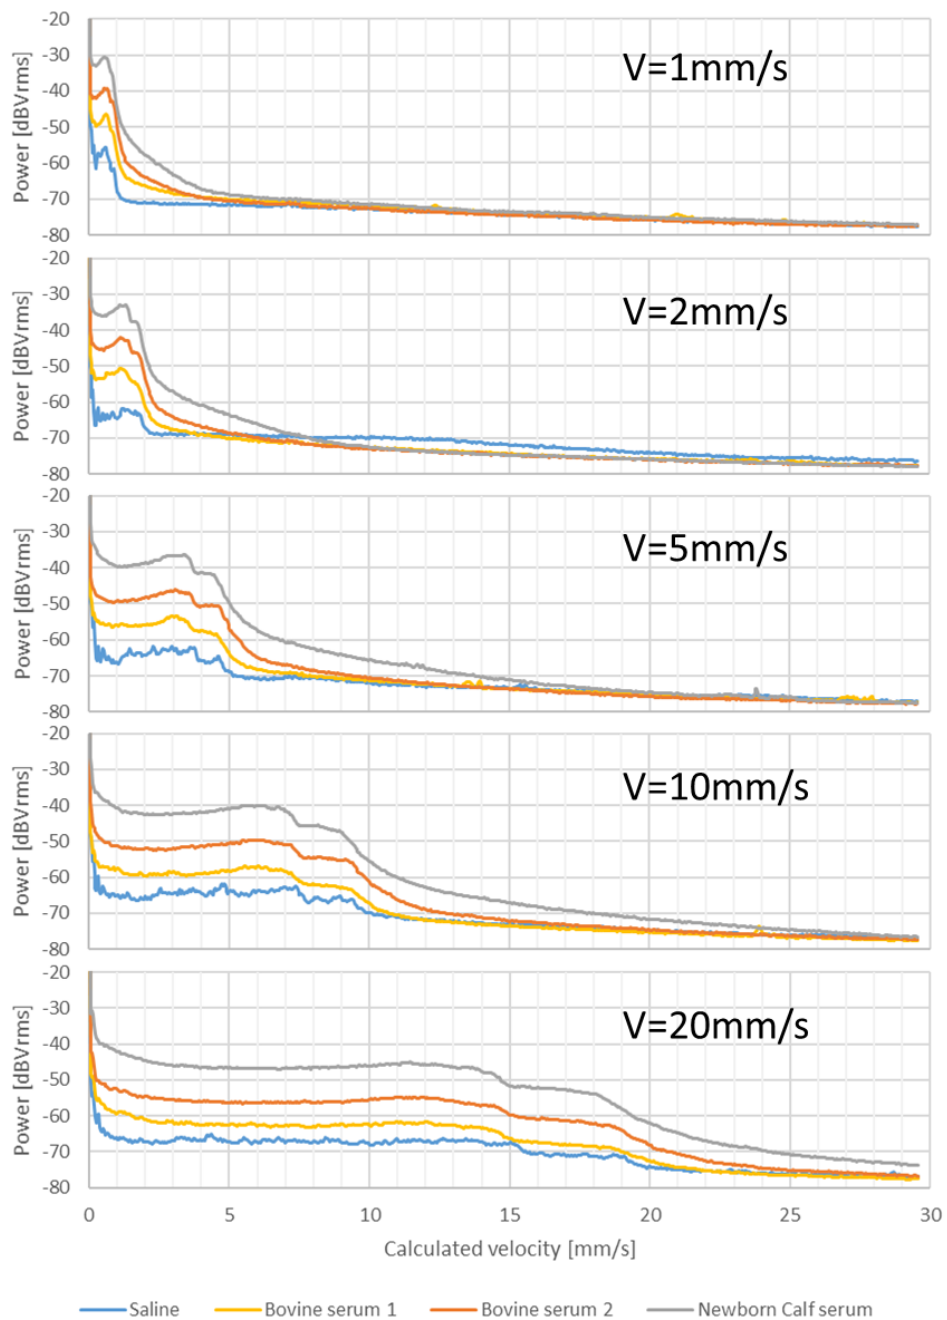 -20
-30
-40
-50
-60
-70
-80
Power [dBVrms]
V=1mm/s
-20
-30
-40
-50
-60
-70
-80
Power [dBVrms]
V=2mm/s
-20
-30
-40
-50
-60
-70
-80
Power [dBVrms]
V=5mm/s
-20
-30
-40
-50
-60
-70
-80
Power [dBVrms]
V=10mm/s
-20
-30
-40
-50
-60
-70
-80
Power [dBVrms]
V=20mm/s
0 5 10 15 20 25 30
Calculated velocity [mm/s]
Saline Bovine serum 1 Bovine serum 2 Newborn Calf serum